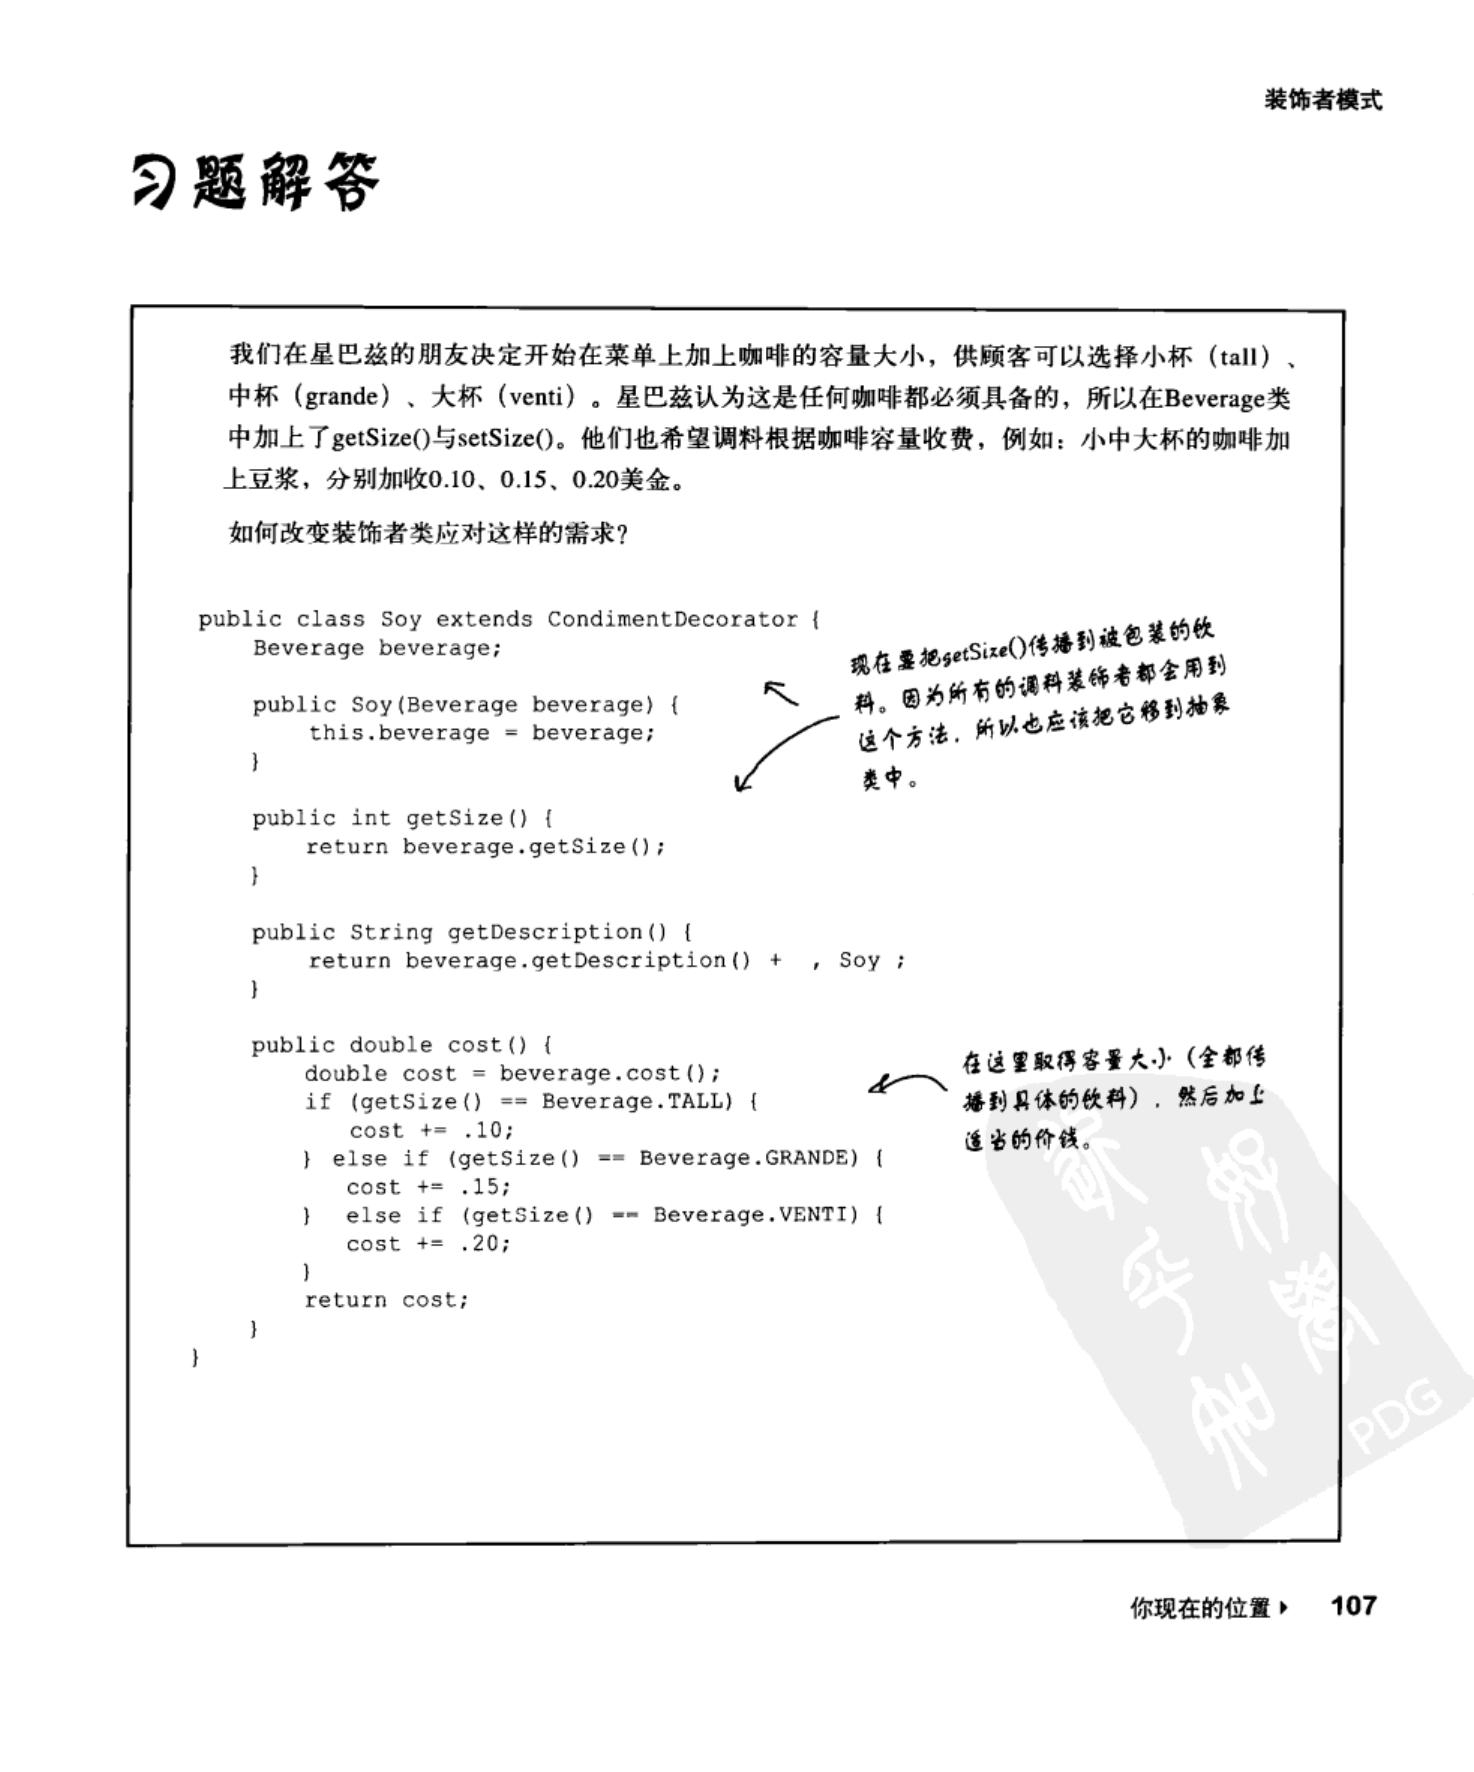 装饰者模式
习题解答
我们在星巴兹的朋友决定开始在菜单上加上咖啡的容量大小，供顾客可以选择小杯（tall）、
中杯（grande）、大杯（venti）。星巴兹认为这是任何咖啡都必须具备的，所以在Beverage类
中加上了getSize()与setSize()。他们也希望调料根据咖啡容量收费，例如：小中大杯的咖啡加
上豆浆，分别加收0.10、0.15、0.20美金。
如何改变装饰者类应对这样的需求？
public class Soy extends CondimentDecorator {
Beverage beverage;
public Soy(Beverage beverage) {
this.beverage = beverage;
}
现在要把getSize()传播到被包装的饮
料。因为所有的调料装饰者都会用到
这个方法，所以也应该把它移到抽象
类中。
public int getSize() {
return beverage.getSize();
}
public String getDescription() {
return beverage.getDescription() + , Soy ;
}
public double cost() {
double cost = beverage.cost();
if (getSize() == Beverage.TALL) {
cost += .10;
} else if (getSize() == Beverage.GRANDE) {
cost += .15;
} else if (getSize() == Beverage.VENTI) {
cost += .20;
}
return cost;
}
}
在这里取得容量大小（全都传
播到具体的饮料），然后加上
适当的价钱。
PDG
你现在的位置 107